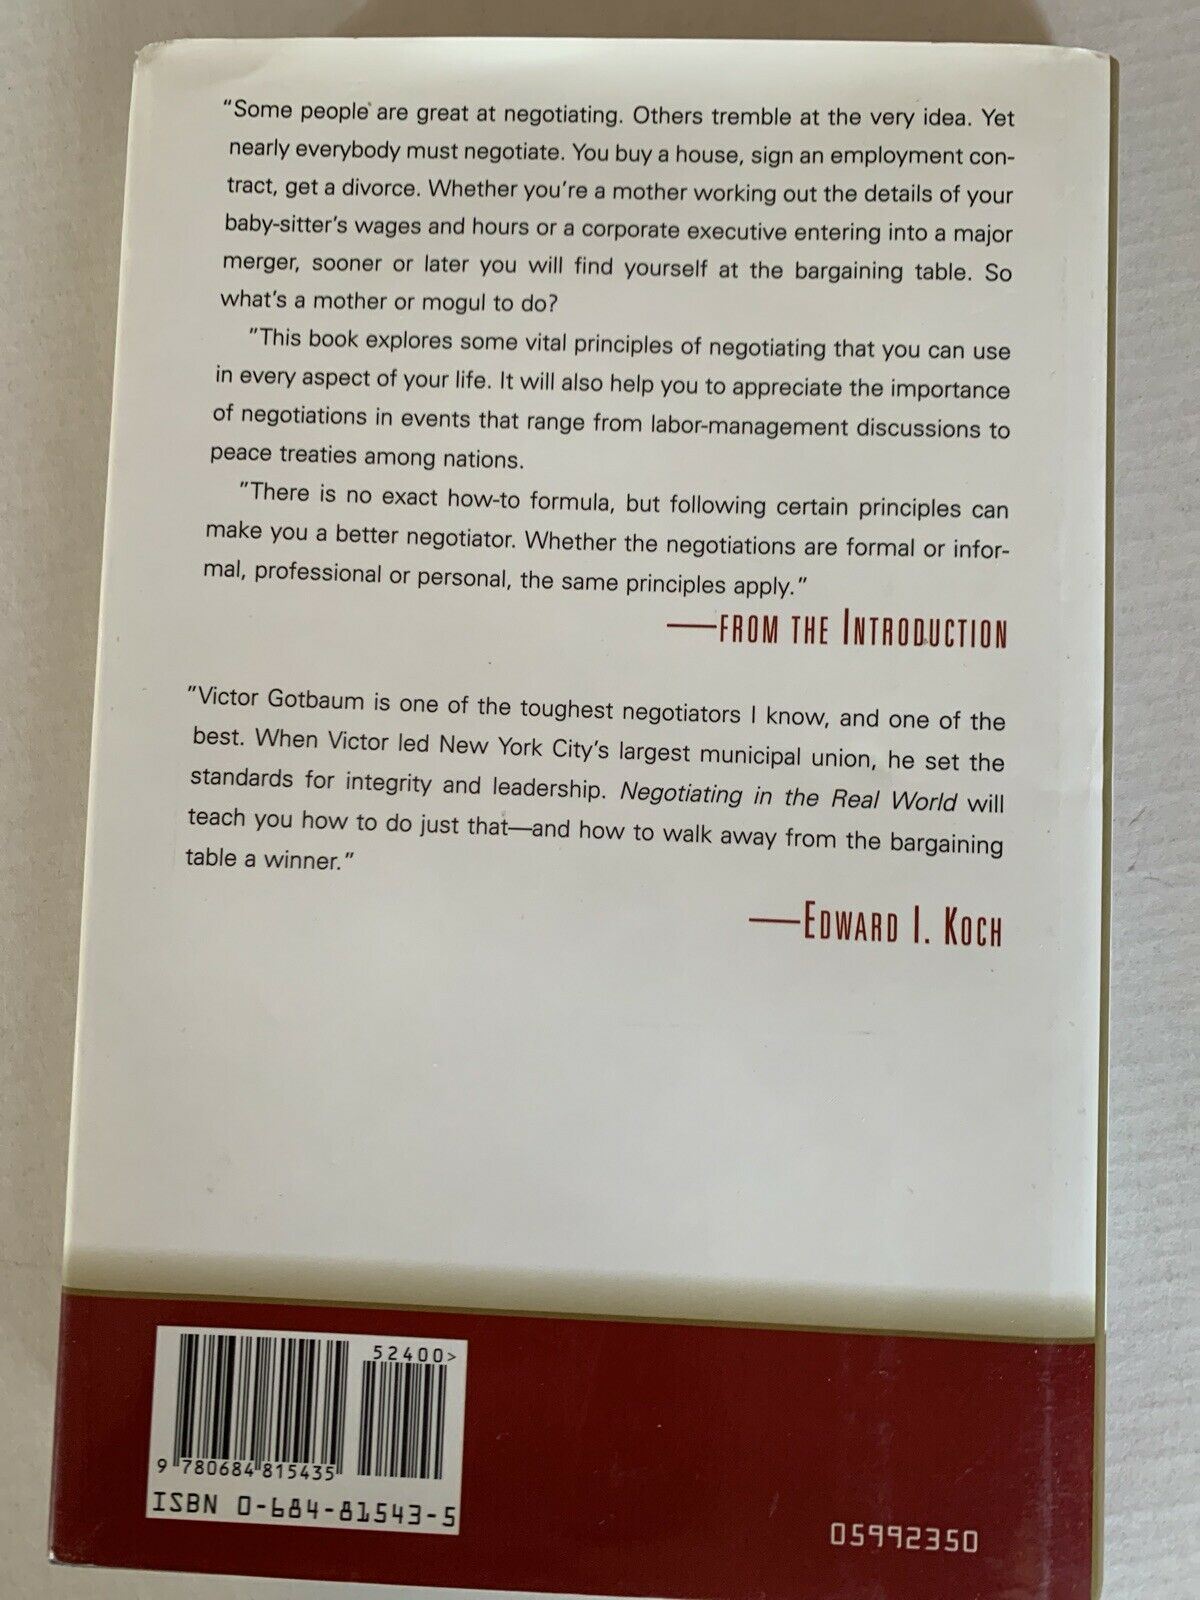 “Some people are great at negotiating. Others tremble at the very idea. Yet
nearly everybody must negotiate. You buy a house, sign an employment con-
tract, get a divorce. Whether you’re a mother working out the details of your
baby-sitter’s wages and hours or a corporate executive entering into a major
merger, sooner or later you will find yourself at the bargaining table. So
what’s a mother or mogul to do?
”This book explores some vital principles of negotiating that you can use
in every aspect of your life. It will also help you to appreciate the importance
of negotiations in events that range from labor-management discussions to
peace treaties among nations.
”There is no exact how-to formula, but following certain principles can
make you a better negotiator. Whether the negotiations are formal or infor-
mal, professional or personal, the same principles apply.”
—FROM THE INTRODUCTION
”Victor Gotbaum is one of the toughest negotiators I know, and one of the
best. When Victor led New York City’s largest municipal union, he set the
standards for integrity and leadership. Negotiating in the Real World will
teach you how to do just that—and how to walk away from the bargaining
table a winner.”
—EDWARD I. KOCH
52400>
9 780684 815435
ISBN 0-684-81543-5
05992350